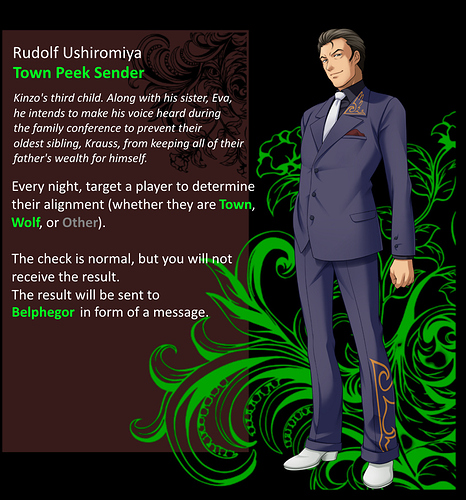 Rudolf Ushiromiya
Town Peek Sender
Kinzo's third child. Along with his sister, Eva,
he intends to make his voice heard during
the family conference to prevent their
oldest sibling, Krauss, from keeping all of their
father's wealth for himself.
Every night, target a player to determine
their alignment (whether they are Town,
Wolf, or Other).
The check is normal, but you will not
receive the result.
The result will be sent to
Belphegor in form of a message.